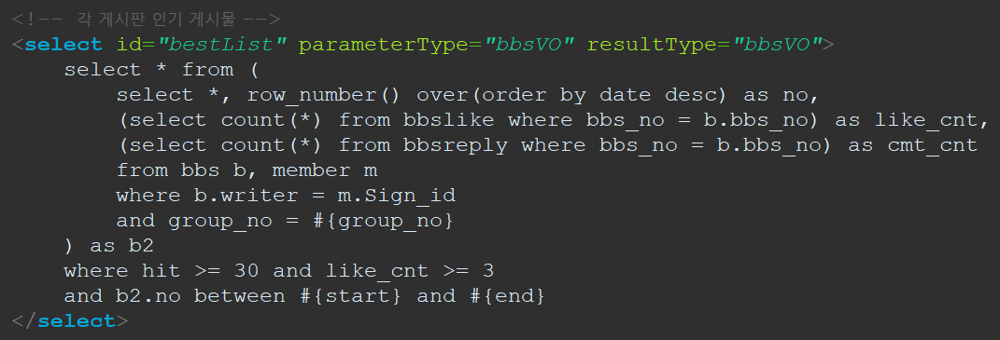 <!-- 각 게시판 인기 게시물 -->
<select id="bestList" parameterType="bbsVO" resultType="bbsVO">
    select * from (
        select *, row_number() over(order by date desc) as no,
        (select count(*) from bbslike where bbs_no = b.bbs_no) as like_cnt,
        (select count(*) from bbsreply where bbs_no = b.bbs_no) as cmt_cnt
        from bbs b, member m
        where b.writer = m.Sign_id
        and group_no = #{group_no}
    ) as b2
    where hit >= 30 and like_cnt >= 3
    and b2.no between #{start} and #{end}
</select>